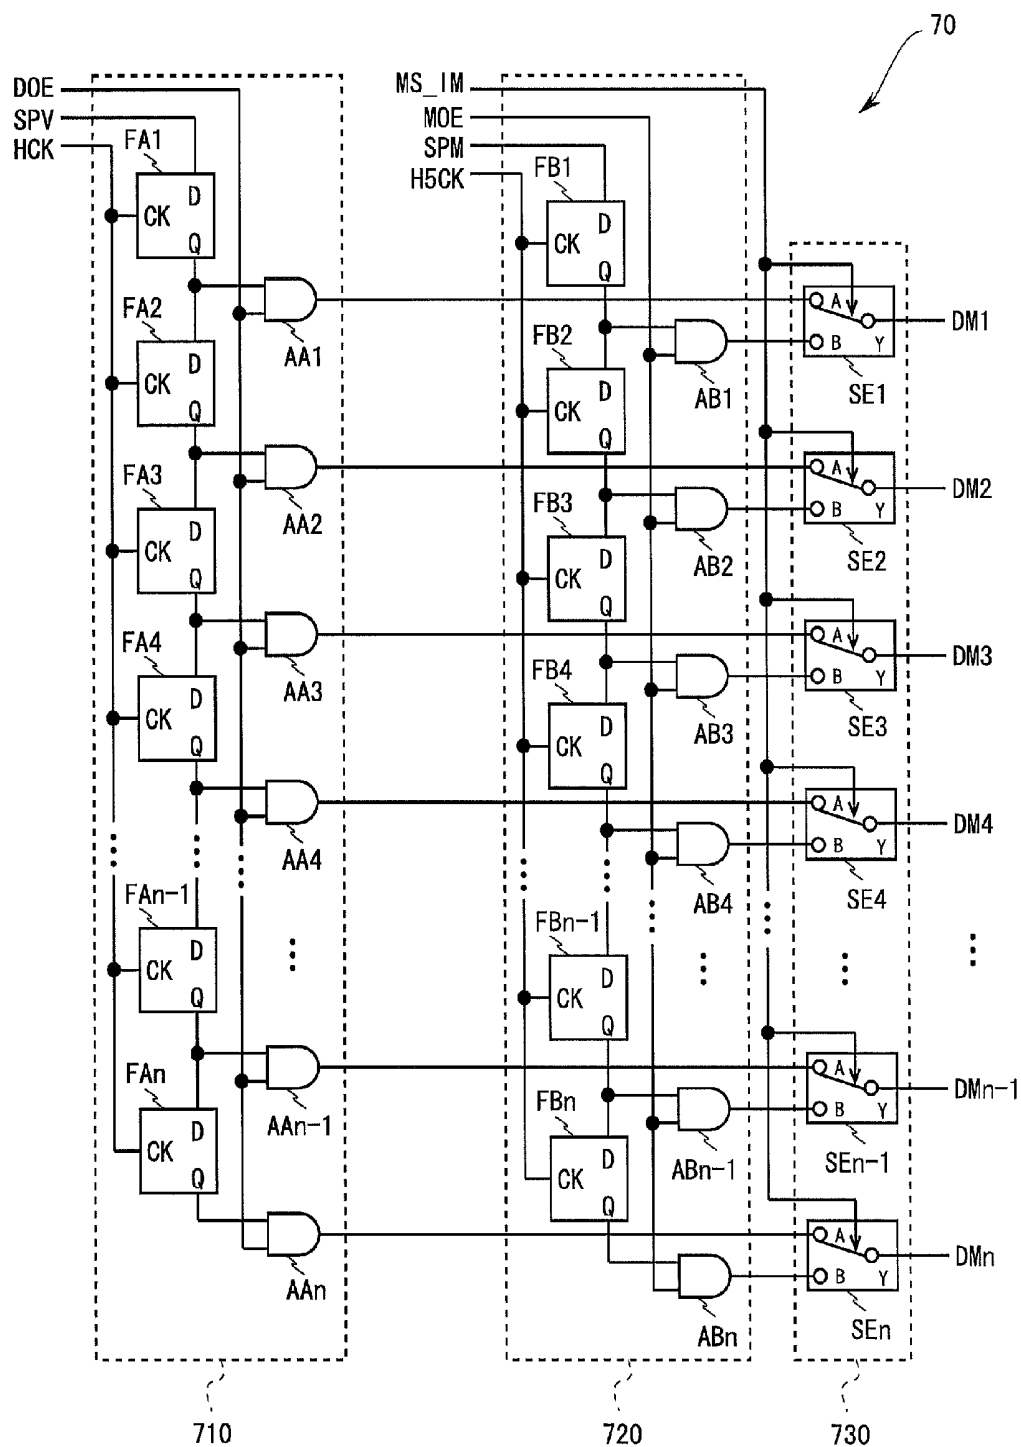 70
DOE
SPV
HCK
MS_IM
MOE
SPM
H5CK
FA1
D
CK
Q
FB1
D
CK
Q
FA2
D
CK
Q
AA1
A
B
Y
DM1
SE1
FB2
D
CK
Q
AB1
FA3
D
CK
Q
AA2
A
B
Y
DM2
SE2
FB3
D
CK
Q
AB2
FA4
D
CK
Q
AA3
A
B
Y
DM3
SE3
FB4
D
CK
Q
AB3
AA4
A
B
Y
DM4
SE4
AB4
FAn-1
D
CK
Q
FBn-1
D
CK
Q
FAn
D
CK
Q
AAn-1
A
B
Y
DMn-1
SEn-1
FBn
D
CK
Q
ABn-1
AAn
A
B
Y
DMn
SEn
ABn
710
720
730